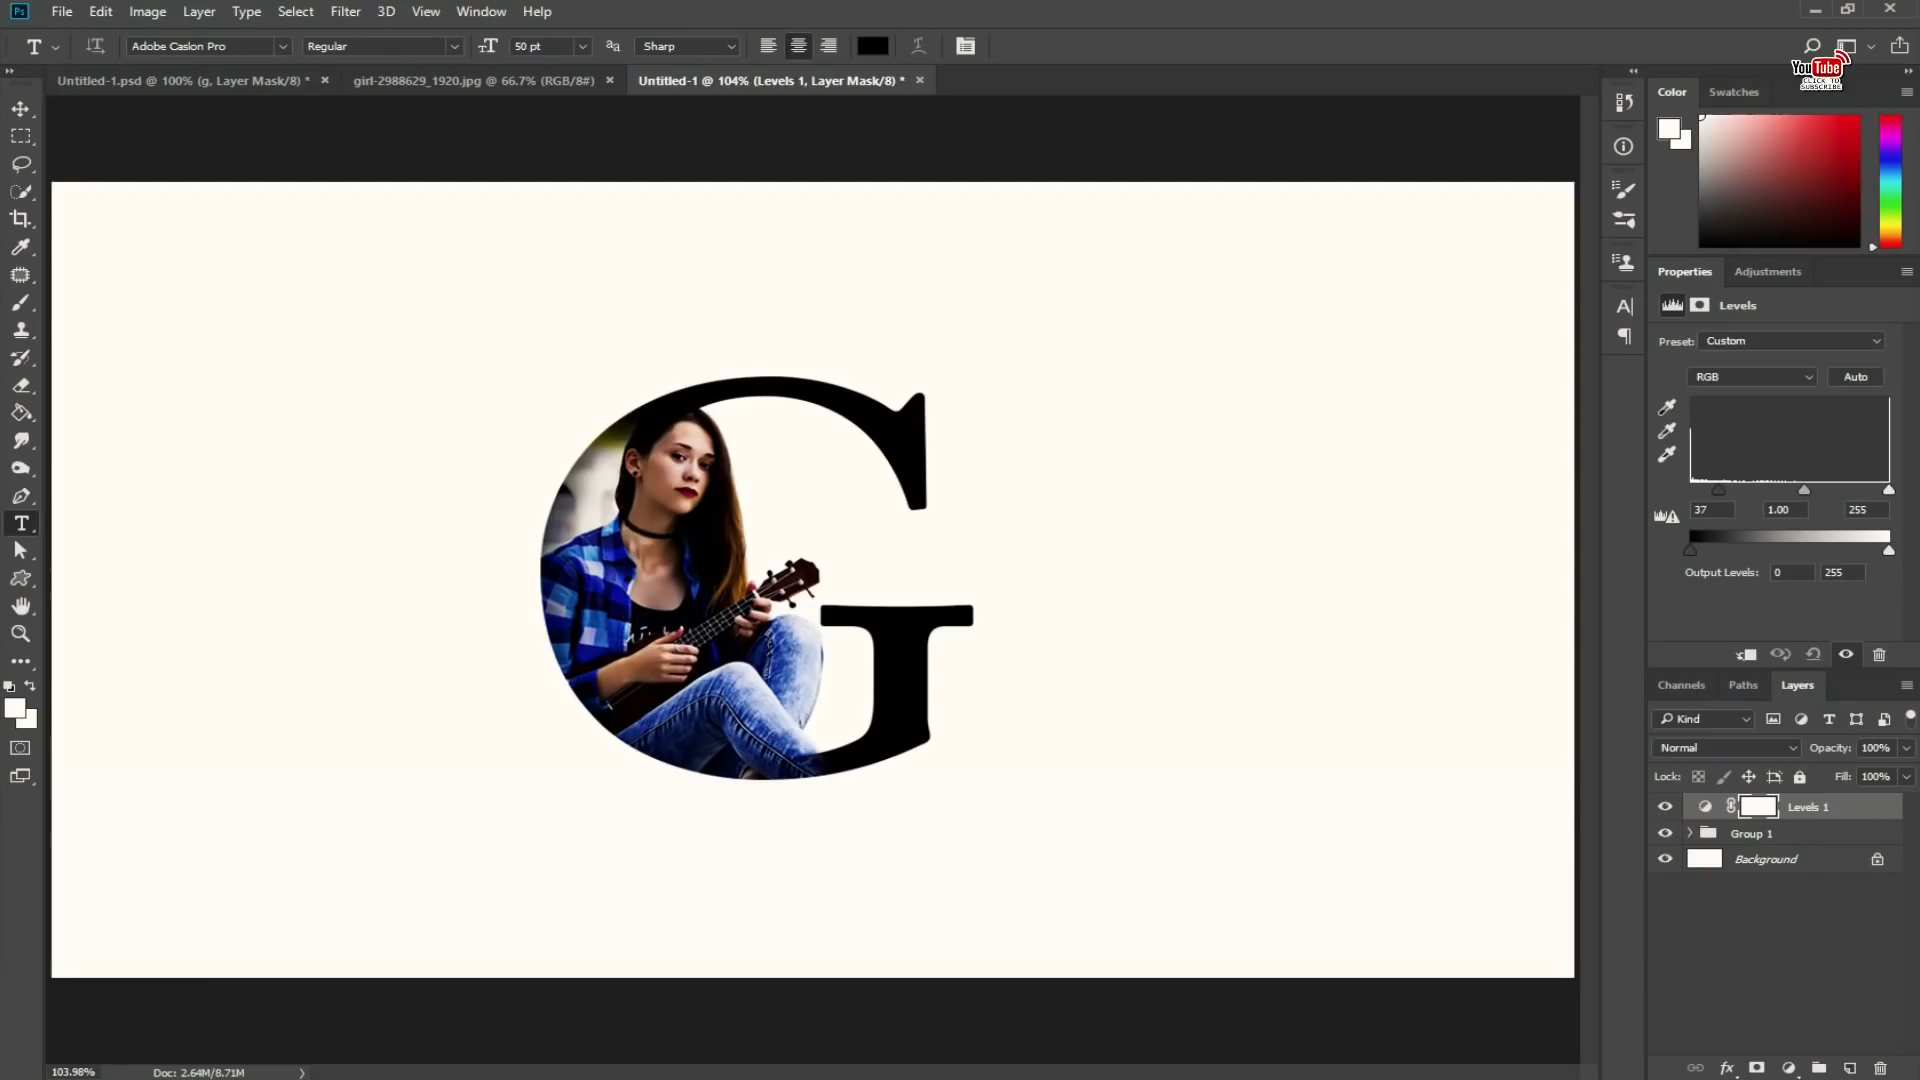 Ps File Edit Image Layer Type Select Filter 3D View Window Help
T Adobe Caslon Pro Regular 50 pt Sharp
YouTube
CLICK TO
SUBSCRIBE
Untitled-1.psd @ 100% (g, Layer Mask/8) * × girl-2988629_1920.jpg @ 66.7% (RGB/8#) × Untitled-1 @ 104% (Levels 1, Layer Mask/8) * ×
Color Swatches
Properties Adjustments
Levels
Preset: Custom
RGB Auto
37 1.00 255
Output Levels: 0 255
G
Channels Paths Layers
Kind
Normal Opacity: 100%
Lock: Fill: 100%
Levels 1
Group 1
Background
103.98% Doc: 2.64M/8.71M